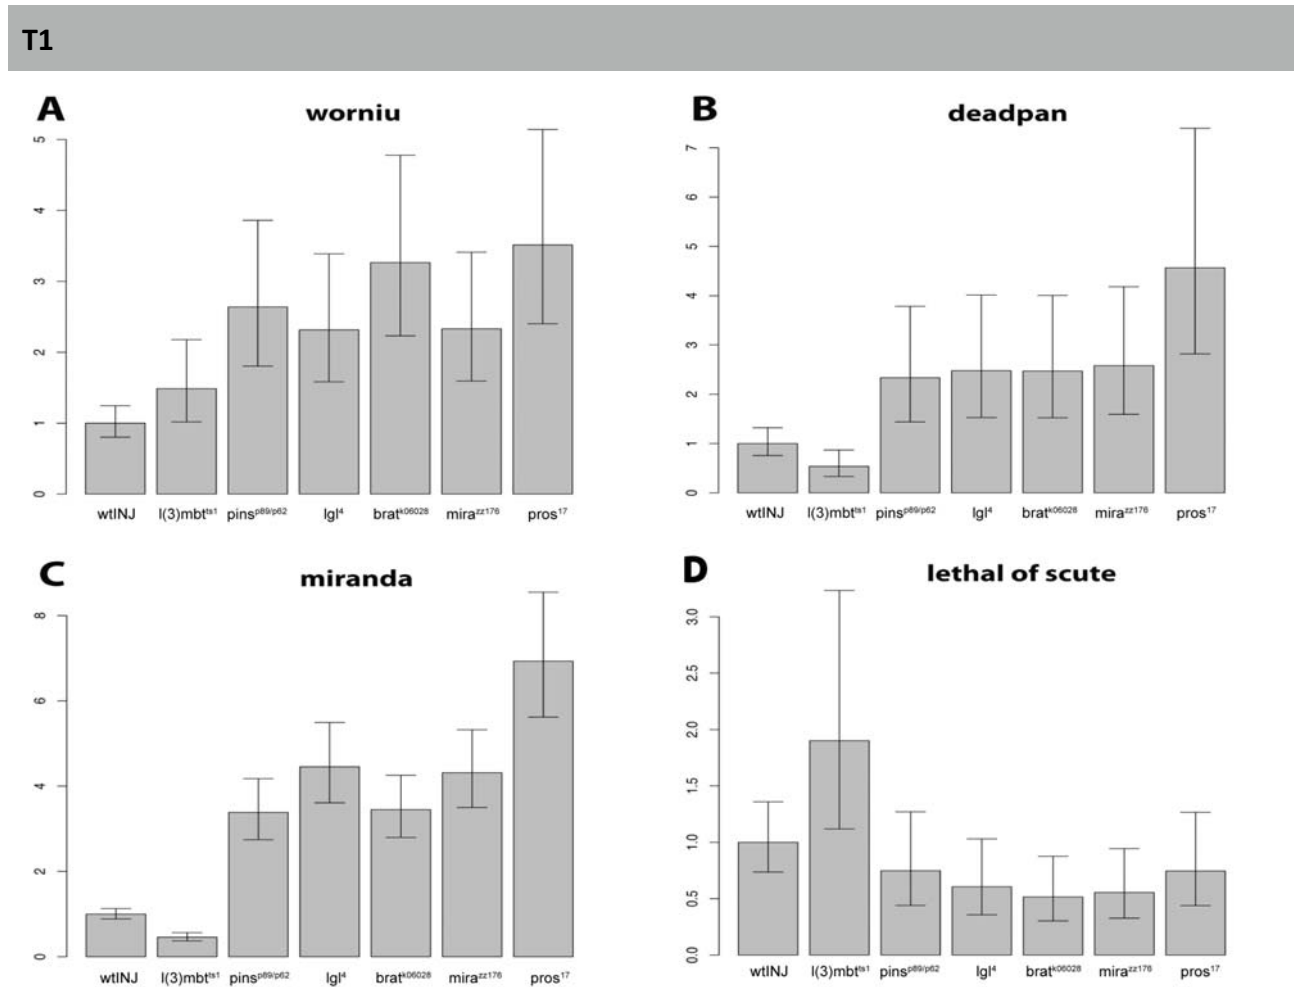 T1
A worniu
5
4
3
2
1
0
wtINJ l(3)mbtᵗˢ¹ pinsᵖ⁸⁹/ᵖ⁶² lgl⁴ bratᵏ⁰⁶⁰²⁸ miraᶻᶻ¹⁷⁶ pros¹⁷
B deadpan
7
6
5
4
3
2
1
0
wtINJ l(3)mbtᵗˢ¹ pinsᵖ⁸⁹/ᵖ⁶² lgl⁴ bratᵏ⁰⁶⁰²⁸ miraᶻᶻ¹⁷⁶ pros¹⁷
C miranda
8
6
4
2
0
wtINJ l(3)mbtᵗˢ¹ pinsᵖ⁸⁹/ᵖ⁶² lgl⁴ bratᵏ⁰⁶⁰²⁸ miraᶻᶻ¹⁷⁶ pros¹⁷
D lethal of scute
3.0
2.5
2.0
1.5
1.0
0.5
0.0
wtINJ l(3)mbtᵗˢ¹ pinsᵖ⁸⁹/ᵖ⁶² lgl⁴ bratᵏ⁰⁶⁰²⁸ miraᶻᶻ¹⁷⁶ pros¹⁷